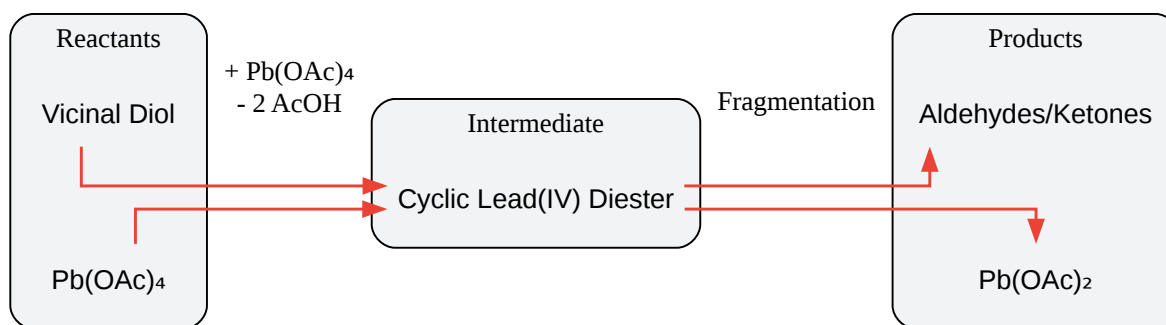 Reactants
Vicinal Diol
Pb(OAc)₄
+ Pb(OAc)₄
- 2 AcOH
Intermediate
Cyclic Lead(IV) Diester
Fragmentation
Products
Aldehydes/Ketones
Pb(OAc)₂